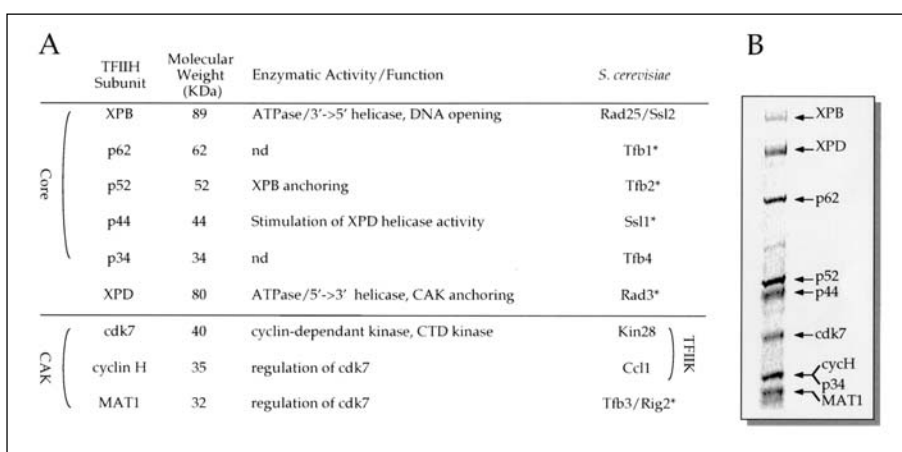 A
TFIIH
Subunit
Molecular
Weight
(KDa)
Enzymatic Activity/Function
S. cerevisiae
Core
XPB 89 ATPase/3'->5' helicase, DNA opening Rad25/Ssl2
p62 62 nd Tfb1*
p52 52 XPB anchoring Tfb2*
p44 44 Stimulation of XPD helicase activity Ssl1*
p34 34 nd Tfb4
XPD 80 ATPase/5'->3' helicase, CAK anchoring Rad3*
CAK
cdk7 40 cyclin-dependant kinase, CTD kinase Kin28
cyclin H 35 regulation of cdk7 Ccl1
TFIIK
MAT1 32 regulation of cdk7 Tfb3/Rig2*
B
XPB
XPD
p62
p52
p44
cdk7
cycH
p34
MAT1